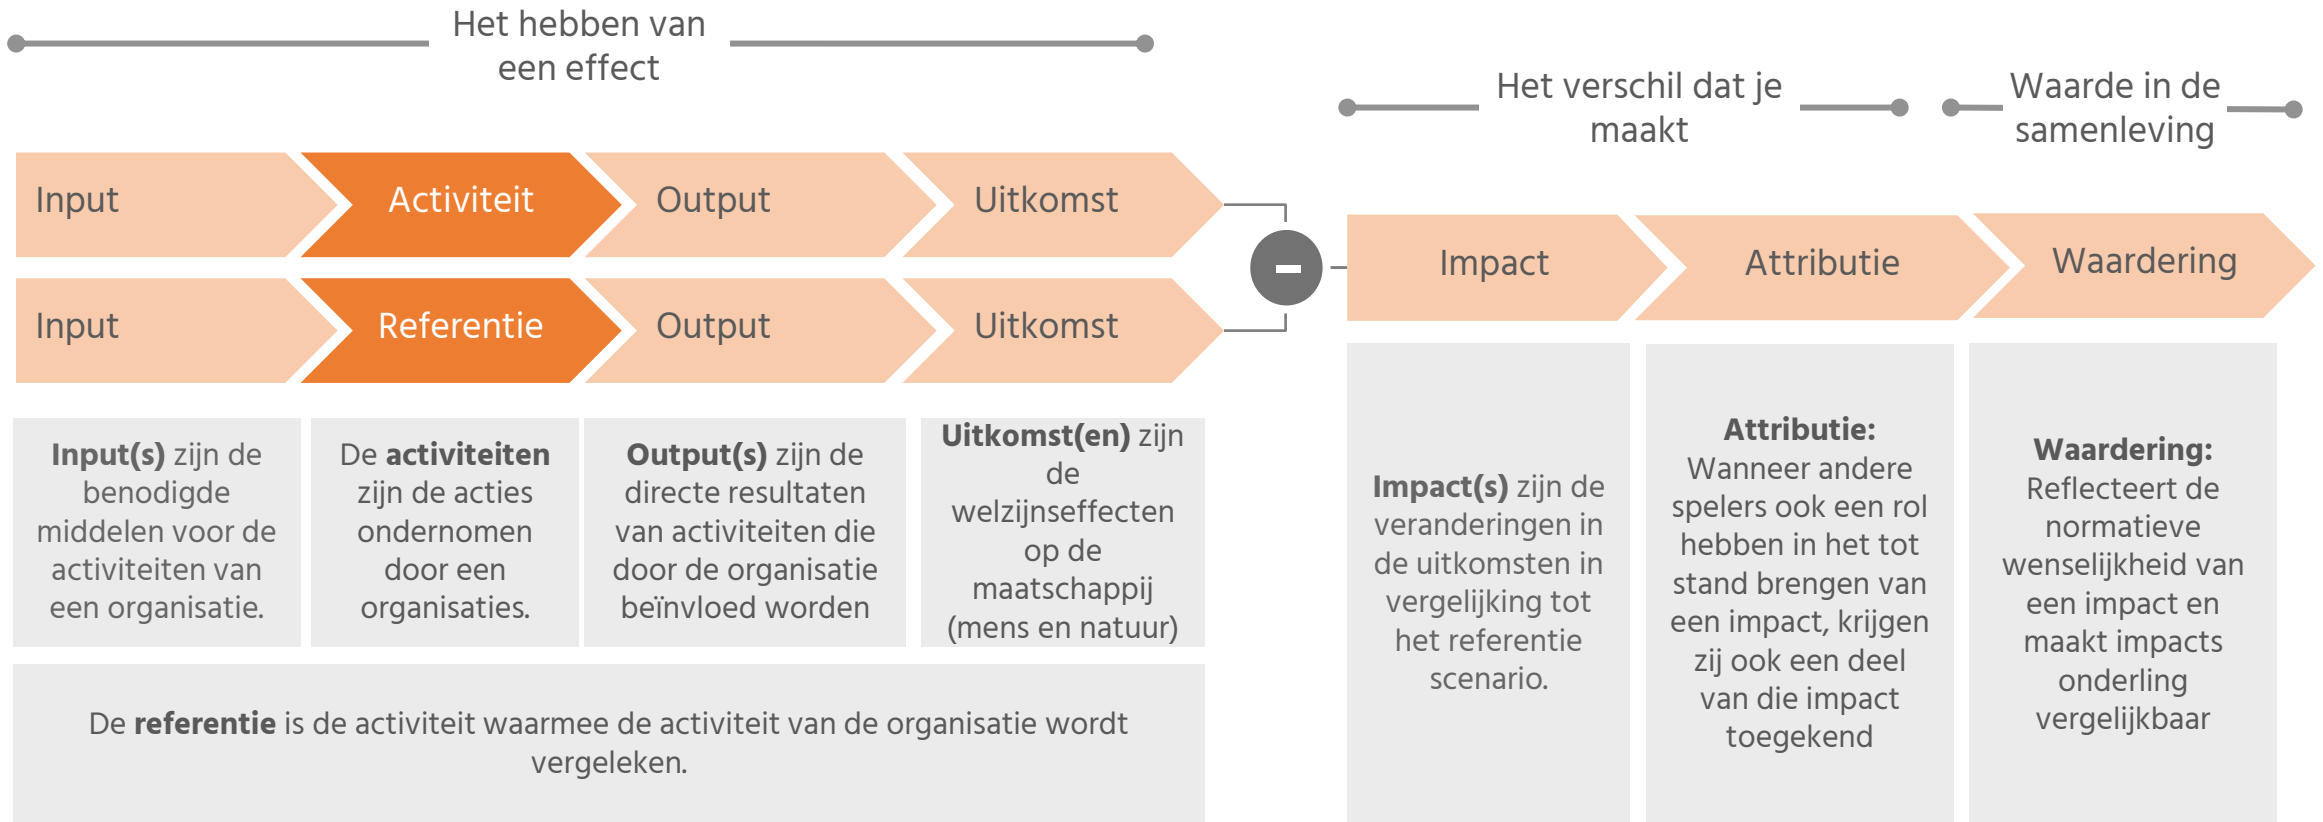 Het hebben van
een effect
Het verschil dat je
maakt
Waarde in de
samenleving
Input
Activiteit
Output
Uitkomst
Input
Referentie
Output
Uitkomst
-
Impact
Attributie
Waardering
Input(s) zijn de
benodigde
middelen voor de
activiteiten van
een organisatie.
De activiteiten
zijn de acties
ondernomen
door een
organisaties.
Output(s) zijn de
directe resultaten
van activiteiten die
door de organisatie
beïnvloed worden
Uitkomst(en) zijn
de
welzijnseffecten
op de
maatschappij
(mens en natuur)
De referentie is de activiteit waarmee de activiteit van de organisatie wordt
vergeleken.
Impact(s) zijn de
veranderingen in
de uitkomsten in
vergelijking tot
het referentie
scenario.
Attributie:
Wanneer andere
spelers ook een rol
hebben in het tot
stand brengen van
een impact, krijgen
zij ook een deel
van die impact
toegekend
Waardering:
Reflecteert de
normatieve
wenselijkheid van
een impact en
maakt impacts
onderling
vergelijkbaar